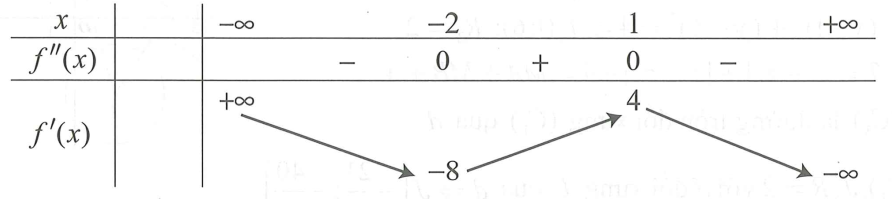 x −∞ −2 1 +∞
f″(x) − 0 + 0 −
+∞ 4
f′(x)
−8 −∞